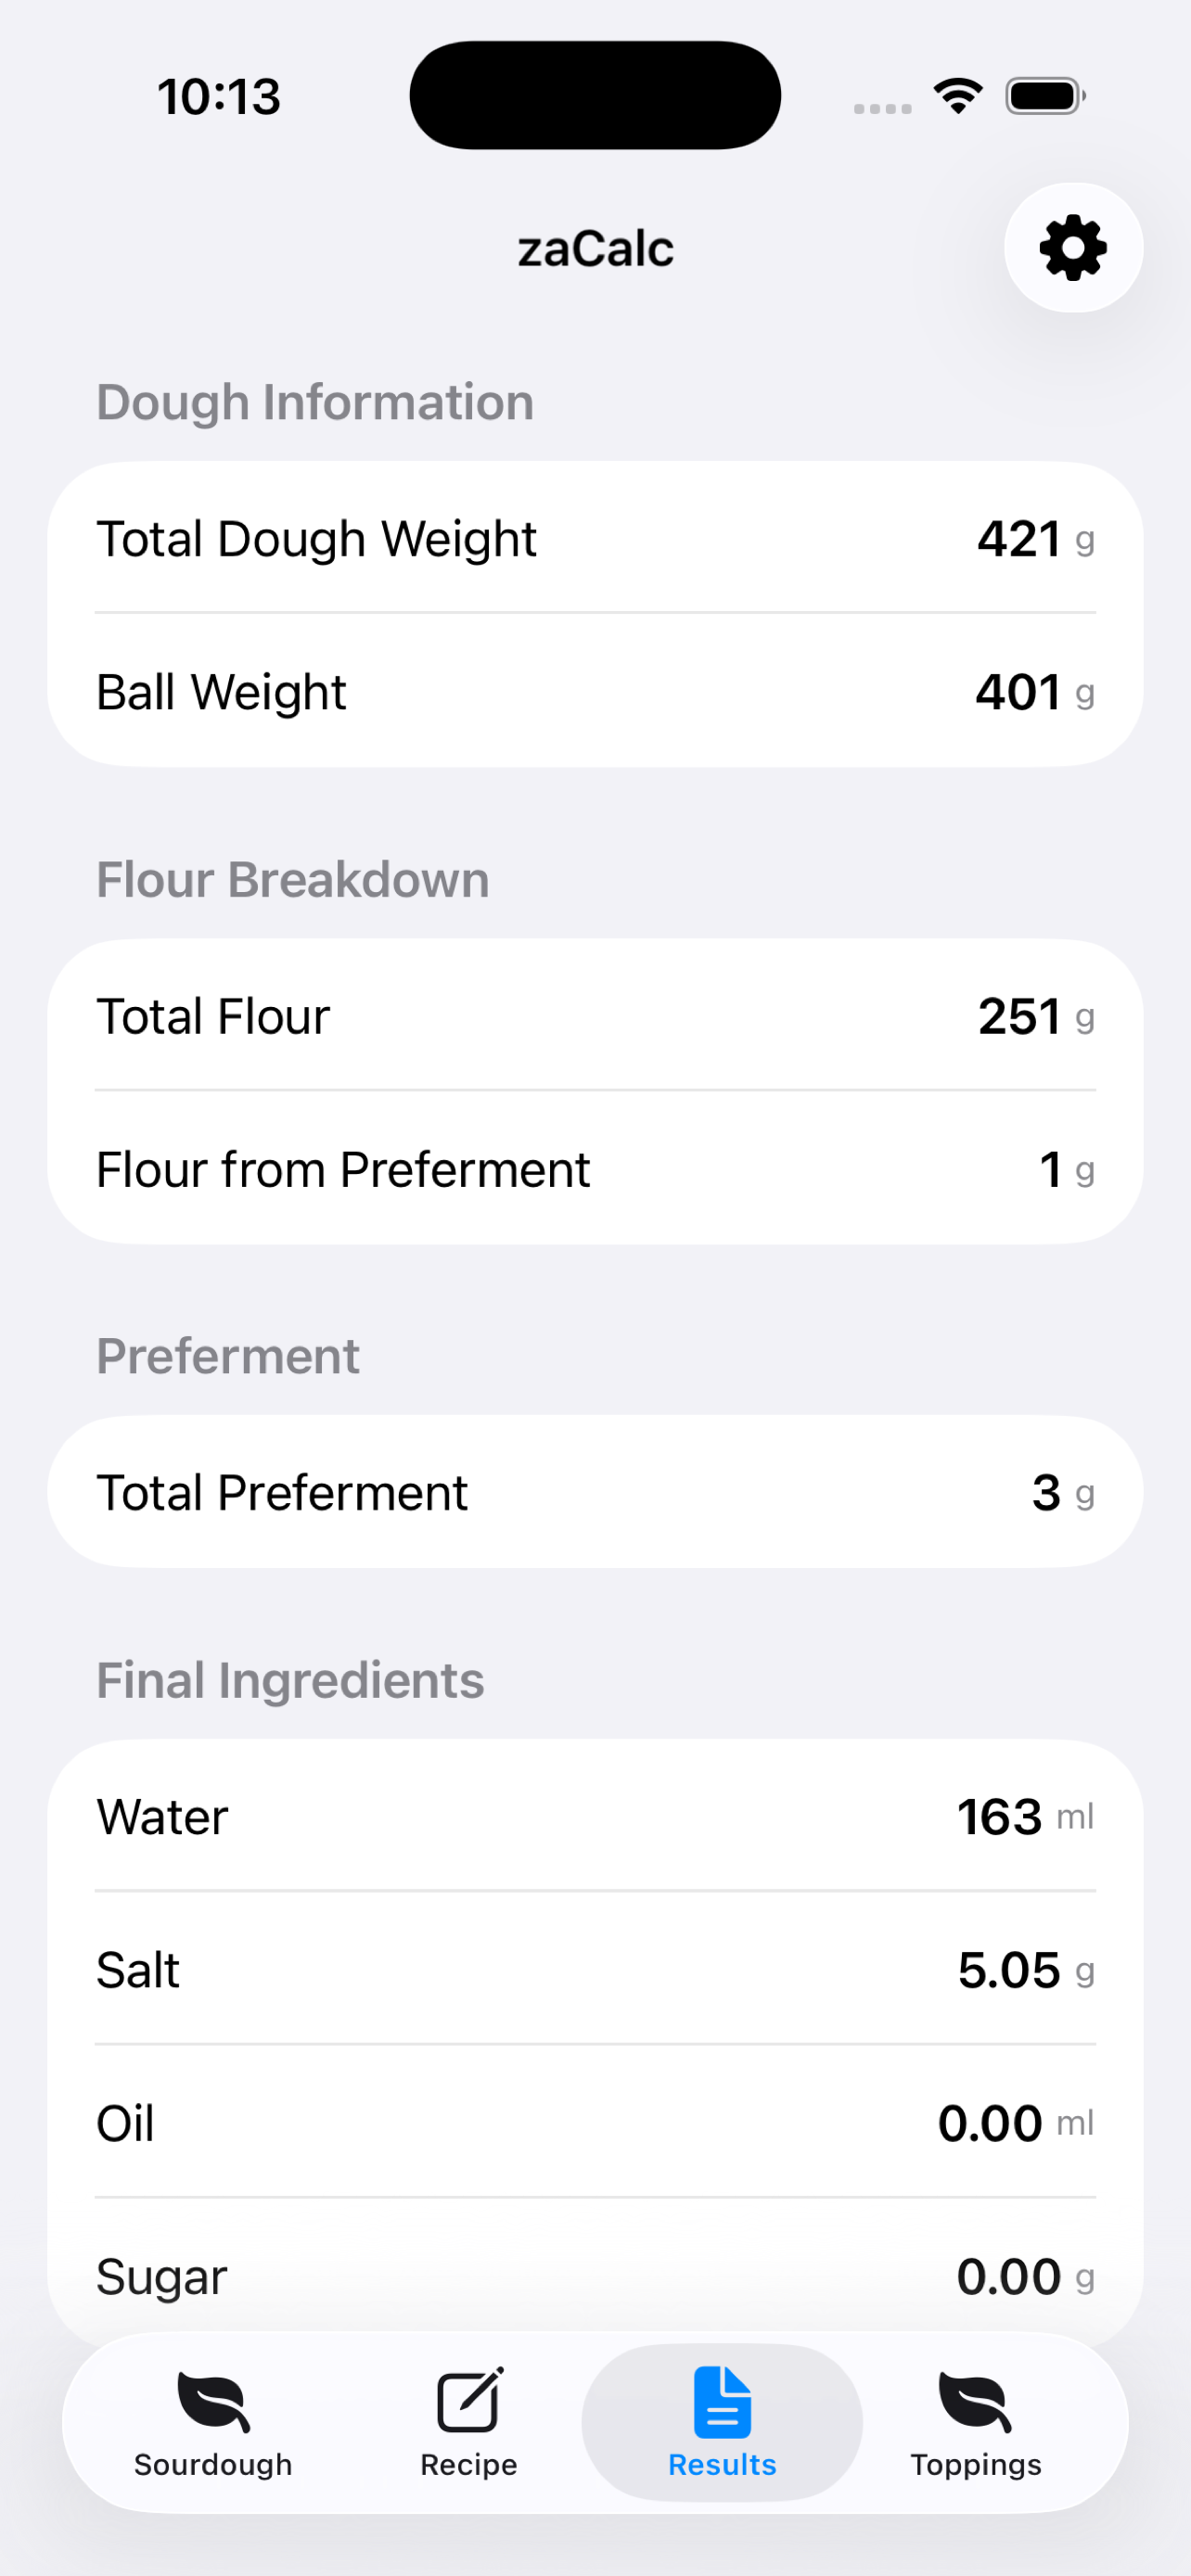 10:13
zaCalc
Dough Information
Total Dough Weight 421 g
Ball Weight 401 g
Flour Breakdown
Total Flour 251 g
Flour from Preferment 1 g
Preferment
Total Preferment 3 g
Final Ingredients
Water 163 ml
Salt 5.05 g
Oil 0.00 ml
Sugar 0.00 g
Sourdough Recipe Results Toppings